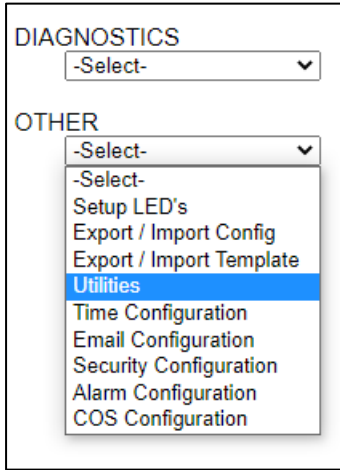 DIAGNOSTICS
-Select-
OTHER
-Select-
-Select-
Setup LED's
Export / Import Config
Export / Import Template
Utilities
Time Configuration
Email Configuration
Security Configuration
Alarm Configuration
COS Configuration